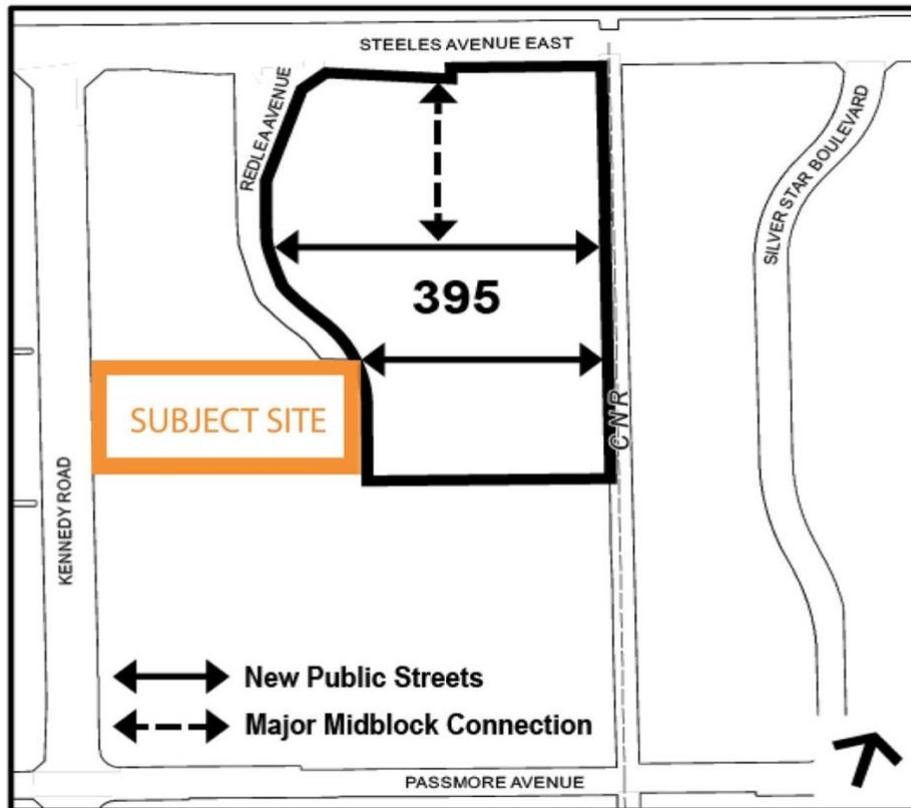 STEELES AVENUE EAST
REDLEA AVENUE
SILVER STAR BOULEVARD
395
SUBJECT SITE
CNR
KENNEDY ROAD
New Public Streets
Major Midblock Connection
PASSMORE AVENUE